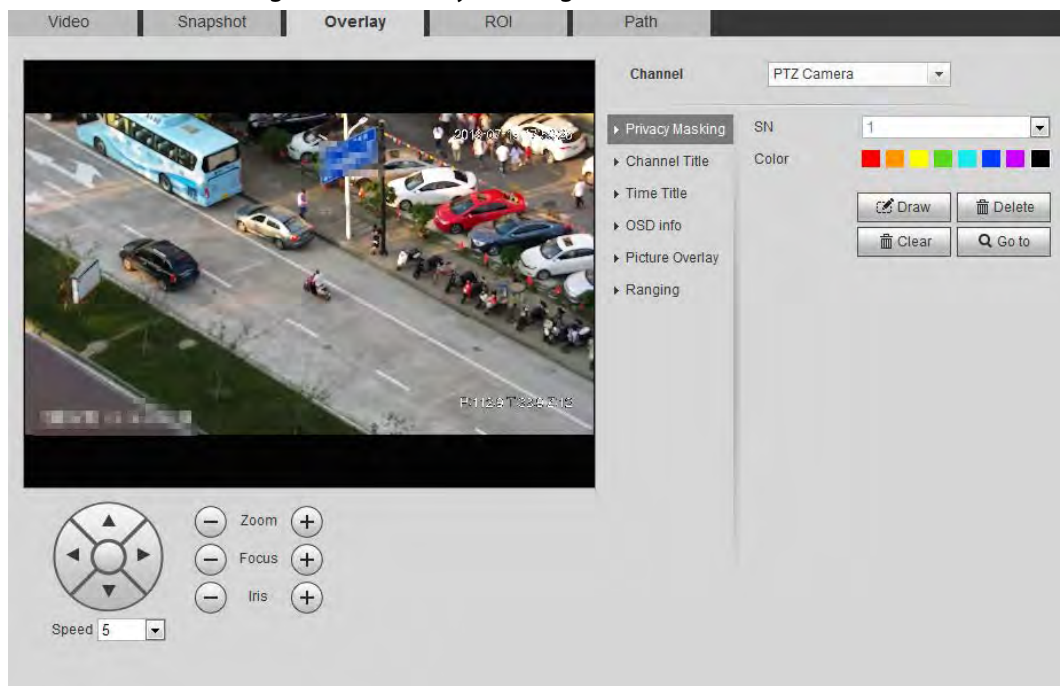 Video Snapshot Overlay ROI Path
Channel PTZ Camera
Privacy Masking
Channel Title
Time Title
OSD info
Picture Overlay
Ranging
SN 1
Color
Draw Delete
Clear Go to
Zoom
Focus
Iris
Speed 5